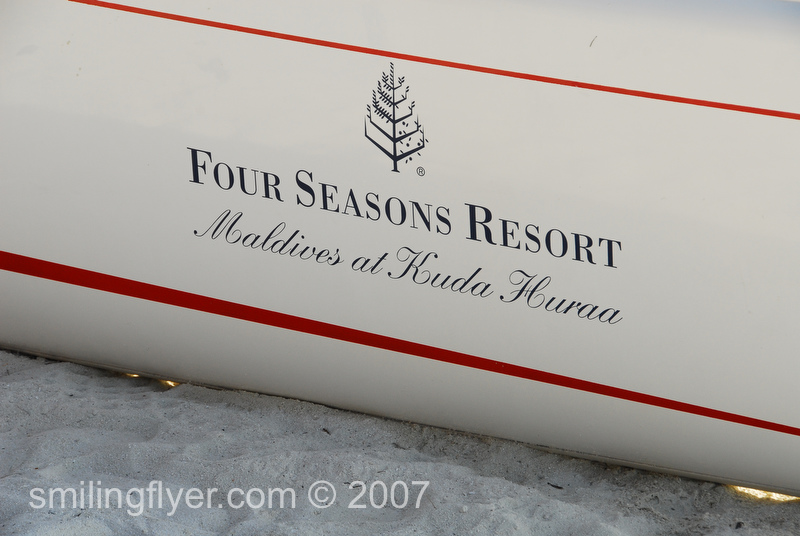 ®
FOUR SEASONS RESORT
Maldives at Kuda Huraa
smilingflyer.com © 2007